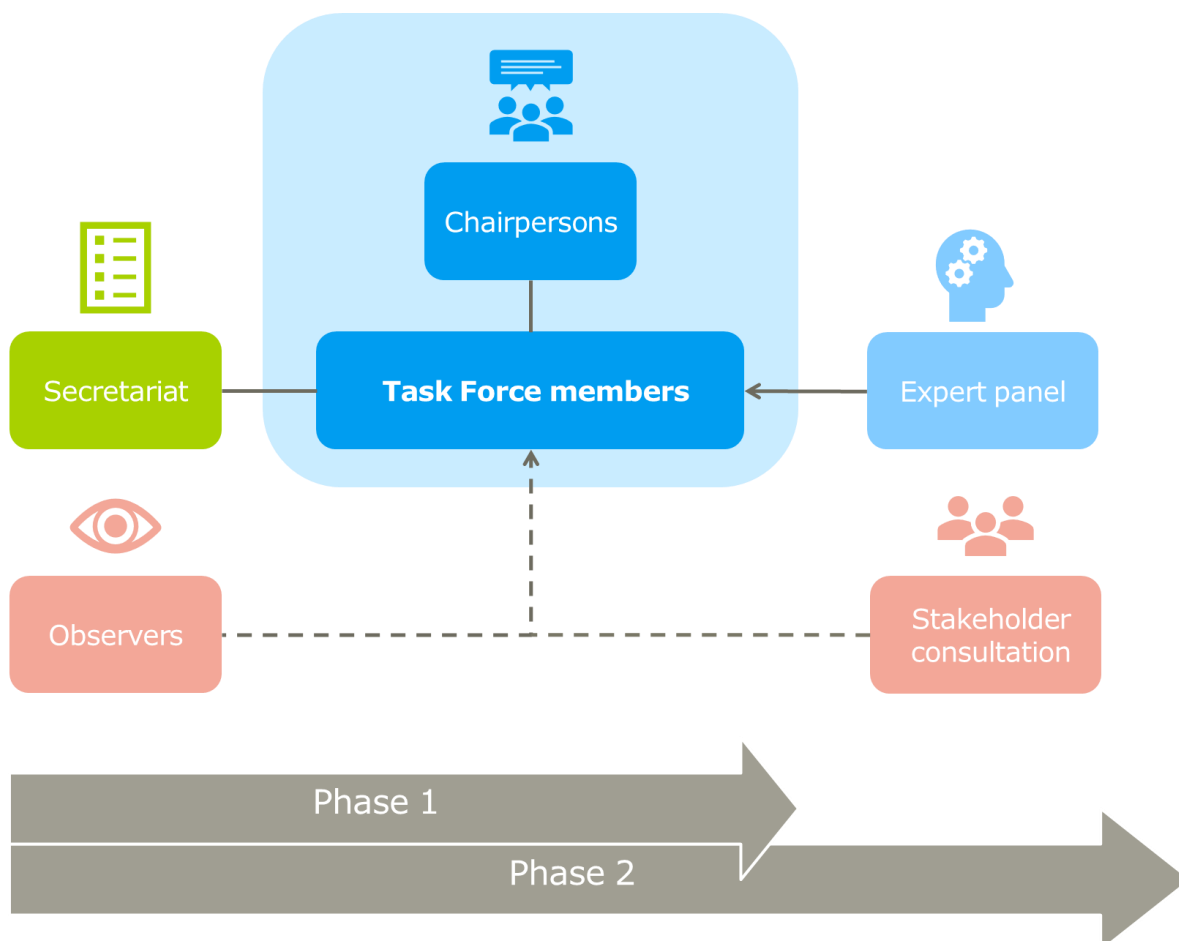 Chairpersons
Secretariat
Task Force members
Expert panel
Observers
Stakeholder
consultation
Phase 1
Phase 2